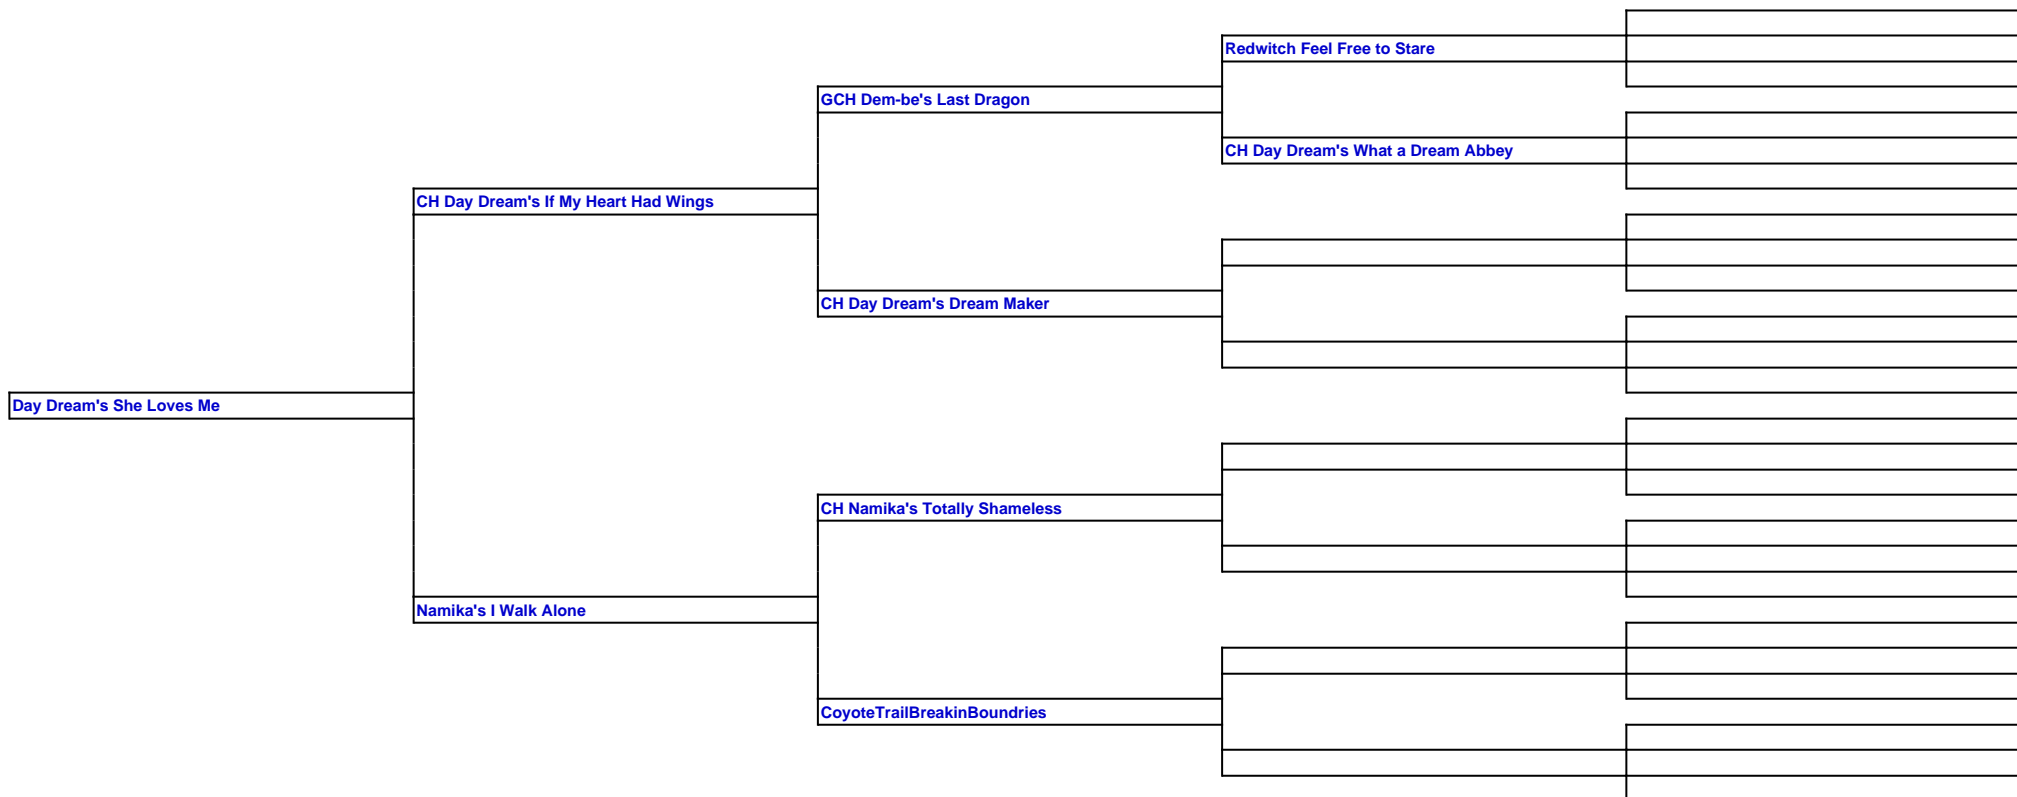 Redwitch Feel Free to Stare
GCH Dem-be's Last Dragon
CH Day Dream's What a Dream Abbey
CH Day Dream's If My Heart Had Wings
CH Day Dream's Dream Maker
Day Dream's She Loves Me
CH Namika's Totally Shameless
Namika's I Walk Alone
CoyoteTrailBreakinBoundries